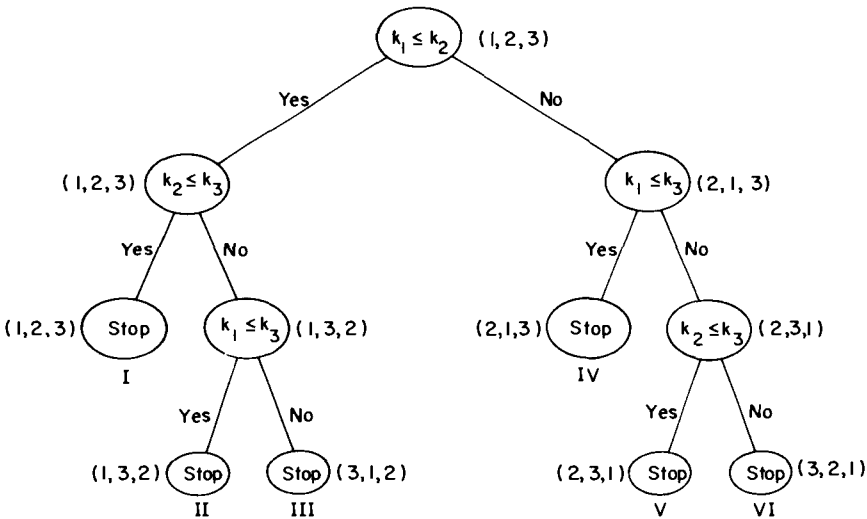 k₁ ≤ k₂ (1, 2, 3)
Yes No
(1, 2, 3) k₂ ≤ k₃ k₁ ≤ k₃ (2, 1, 3)
Yes No Yes No
(1, 2, 3) Stop k₁ ≤ k₃ (1, 3, 2) (2, 1, 3) Stop k₂ ≤ k₃ (2, 3, 1)
I IV
Yes No Yes No
(1, 3, 2) Stop Stop (3, 1, 2) (2, 3, 1) Stop Stop (3, 2, 1)
II III V VI